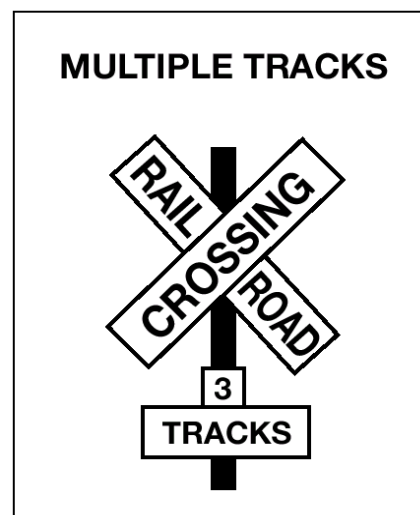 MULTIPLE TRACKS
RAIL ROAD
CROSSING
3
TRACKS